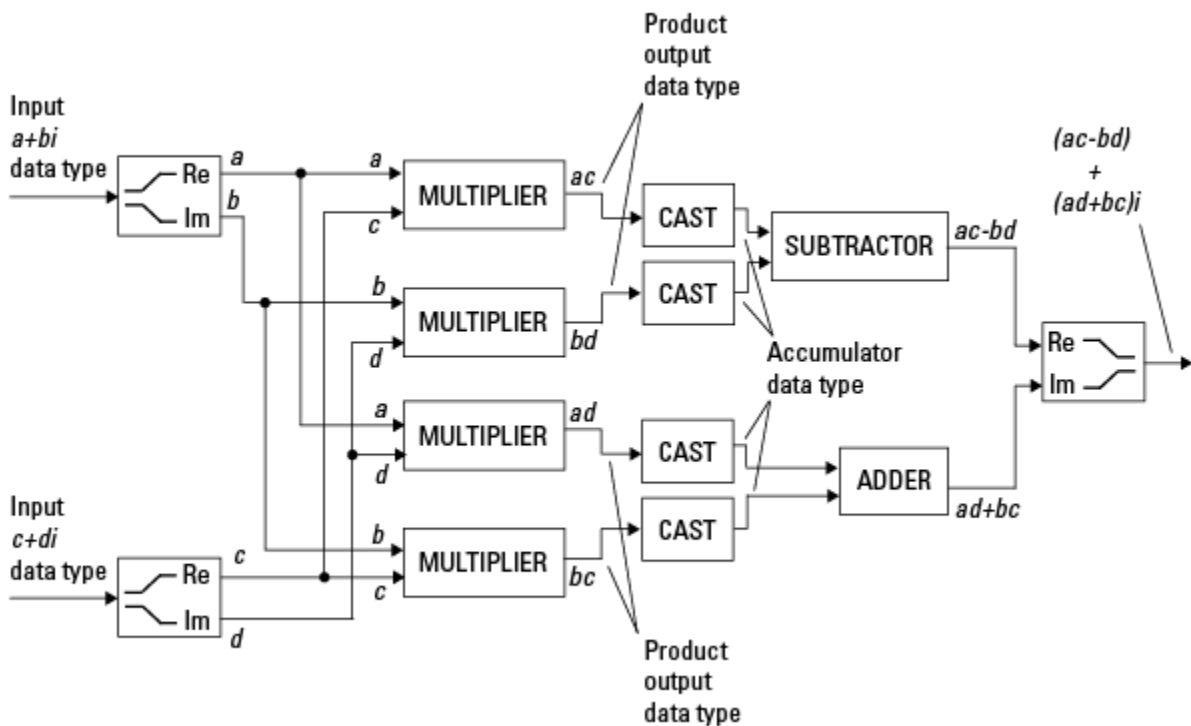 Product
output
data type
Input
a+bi
data type
Re
Im
a
b
a
c
MULTIPLIER
ac
CAST
SUBTRACTOR
ac-bd
(ac-bd)
+
(ad+bc)i
b
d
MULTIPLIER
bd
CAST
Accumulator
data type
Re
Im
a
d
MULTIPLIER
ad
CAST
ADDER
ad+bc
Input
c+di
data type
Re
Im
c
d
b
c
MULTIPLIER
bc
CAST
Product
output
data type